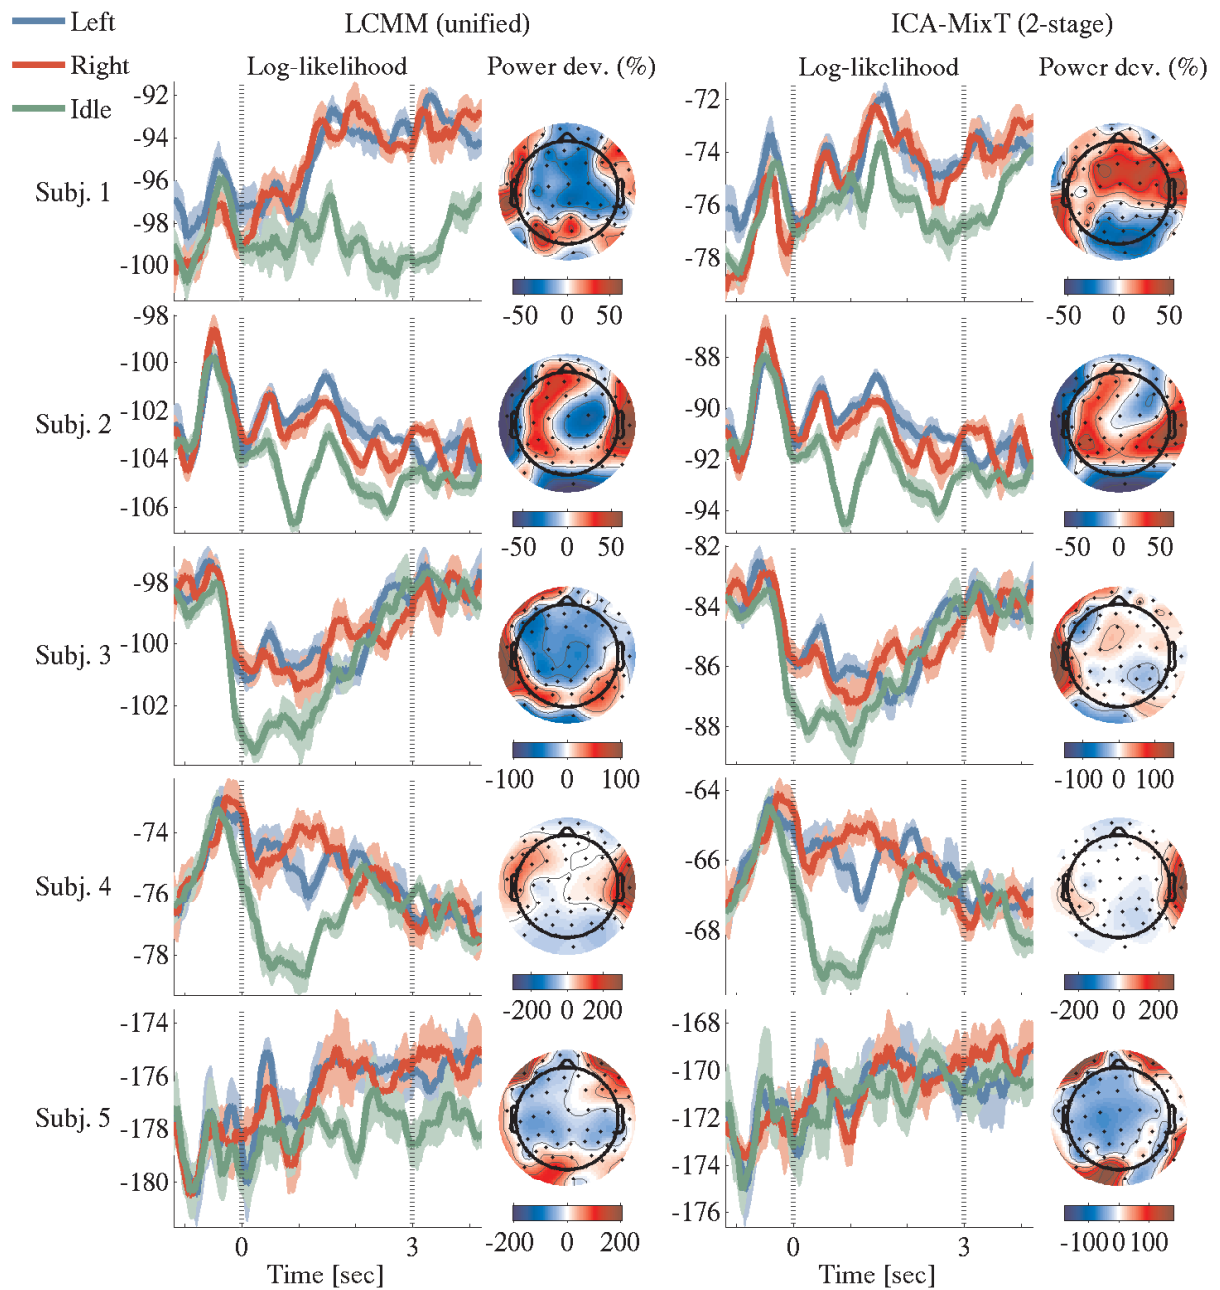 Left
Right
Idle
LCMM (unified)
ICA-MixT (2-stage)
Log-likelihood
Power dev. (%)
Log-likelihood
Power dev. (%)
Subj. 1
-92
-94
-96
-98
-100
-50 0 50
-72
-74
-76
-78
-50 0 50
Subj. 2
-98
-100
-102
-104
-106
-50 0 50
-88
-90
-92
-94
-50 0 50
Subj. 3
-98
-100
-102
-100 0 100
-82
-84
-86
-88
-100 0 100
Subj. 4
-74
-76
-78
-200 0 200
-64
-66
-68
-200 0 200
Subj. 5
-174
-176
-178
-180
0 3
Time [sec]
-200 0 200
-168
-170
-172
-174
-176
0 3
Time [sec]
-100 0 100